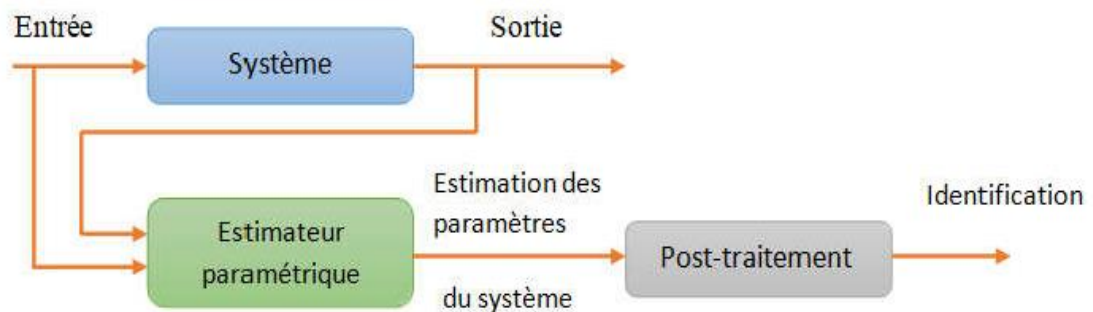 Entrée
Sortie
Système
Estimation des
paramètres
du système
Identification
Estimateur
paramétrique
Post-traitement